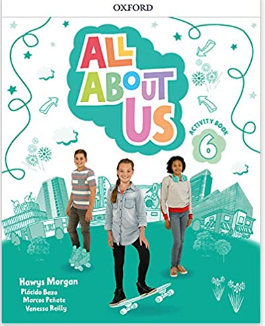 OXFORD
ALL
ABOUT
US
ACTIVITY BOOK
6
Hawys Morgan
Plácido Bazo
Marcos Peñate
Vanessa Reilly